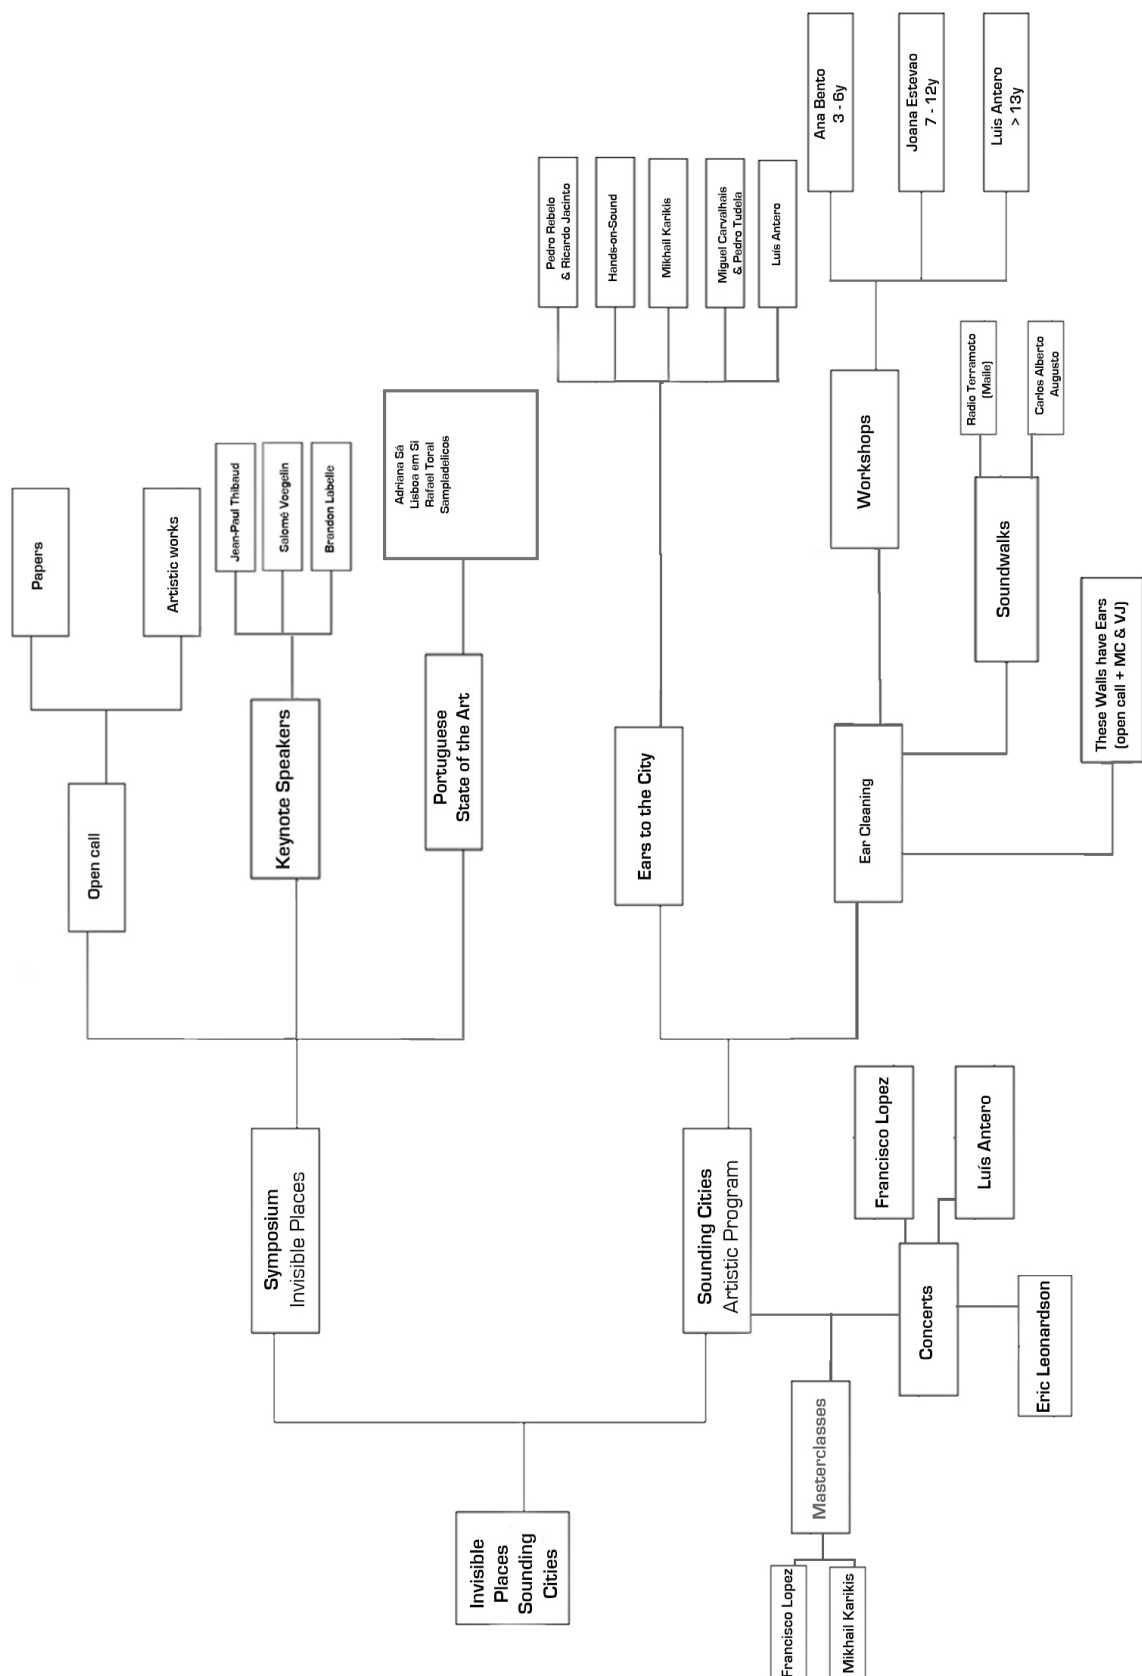 Invisible
Places
Sounding
Cities
Symposium
Invisible Places
Open call
Papers
Artistic works
Keynote Speakers
Jean-Paul Thibaud
Salomé Voegelin
Brandon Labelle
Portuguese
State of the Art
Adriana Sá
Lisboa em Si
Rafael Toral
Sampladelicos
Sounding Cities
Artistic Program
Ears to the City
Pedro Rebelo
& Ricardo Jacinto
Hands-on-Sound
Mikhail Karikis
Miguel Carvalhais
& Pedro Tudela
Luís Antero
Ear Cleaning
Workshops
Ana Bento
3 - 6y
Joana Estevao
7 - 12y
Luis Antero
> 13y
Soundwalks
Radio Terramoto
(Maile)
Carlos Alberto
Augusto
These Walls have Ears
(open call + MC & VJ)
Masterclasses
Francisco Lopez
Mikhail Karikis
Concerts
Francisco Lopez
Luís Antero
Eric Leonardson